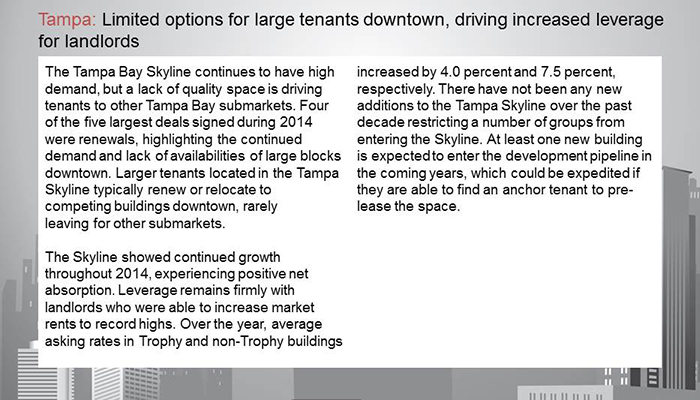 Tampa: Limited options for large tenants downtown, driving increased leverage
for landlords
The Tampa Bay Skyline continues to have high
demand, but a lack of quality space is driving
tenants to other Tampa Bay submarkets. Four
of the five largest deals signed during 2014
were renewals, highlighting the continued
demand and lack of availabilities of large blocks
downtown. Larger tenants located in the Tampa
Skyline typically renew or relocate to
competing buildings downtown, rarely
leaving for other submarkets.
The Skyline showed continued growth
throughout 2014, experiencing positive net
absorption. Leverage remains firmly with
landlords who were able to increase market
rents to record highs. Over the year, average
asking rates in Trophy and non-Trophy buildings
increased by 4.0 percent and 7.5 percent,
respectively. There have not been any new
additions to the Tampa Skyline over the past
decade restricting a number of groups from
entering the Skyline. At least one new building
is expected to enter the development pipeline in
the coming years, which could be expedited if
they are able to find an anchor tenant to pre-
lease the space.